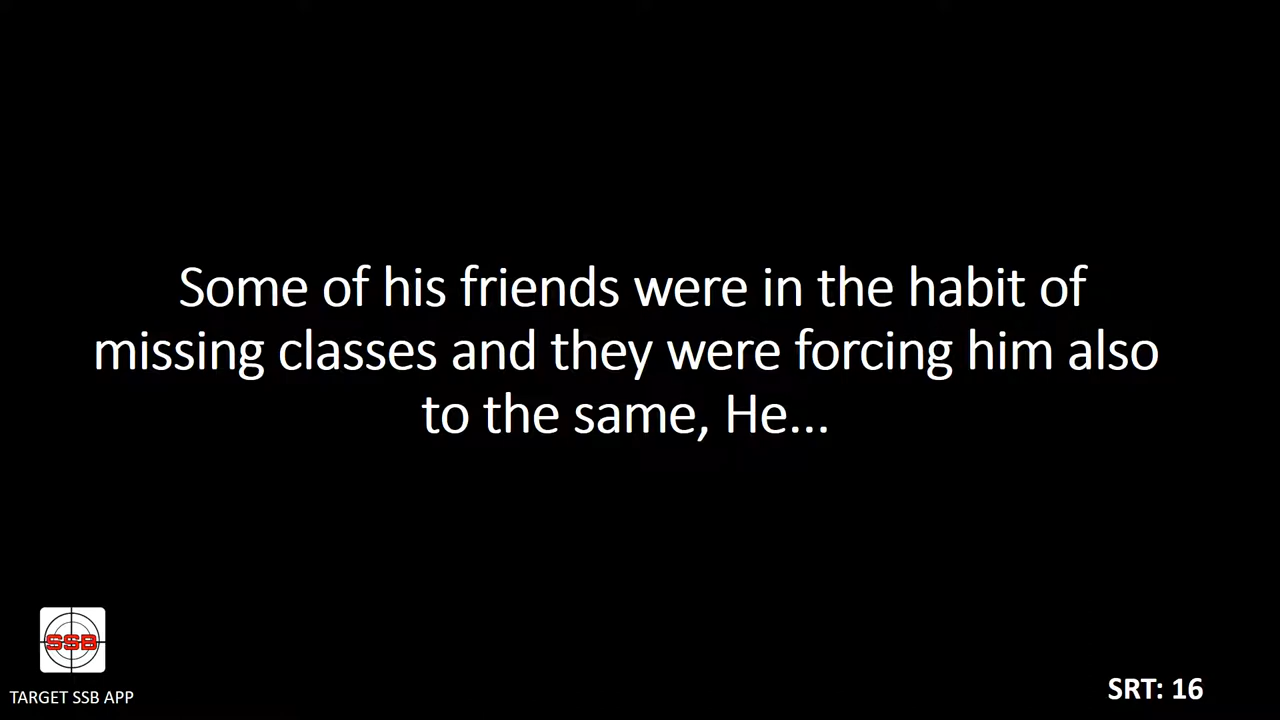 Some of his friends were in the habit of
missing classes and they were forcing him also
to the same, He...
SSB
TARGET SSB APP
SRT: 16